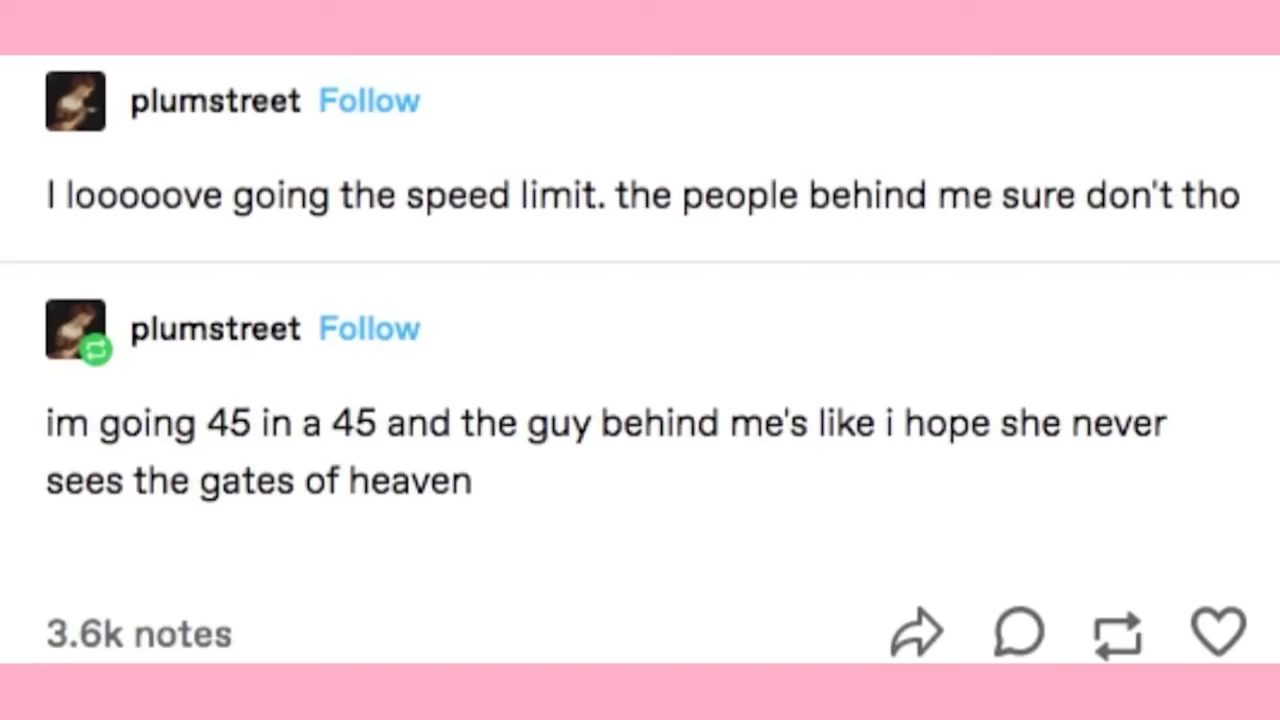 plumstreet Follow
I looooove going the speed limit. the people behind me sure don't tho
plumstreet Follow
im going 45 in a 45 and the guy behind me's like i hope she never
sees the gates of heaven
3.6k notes